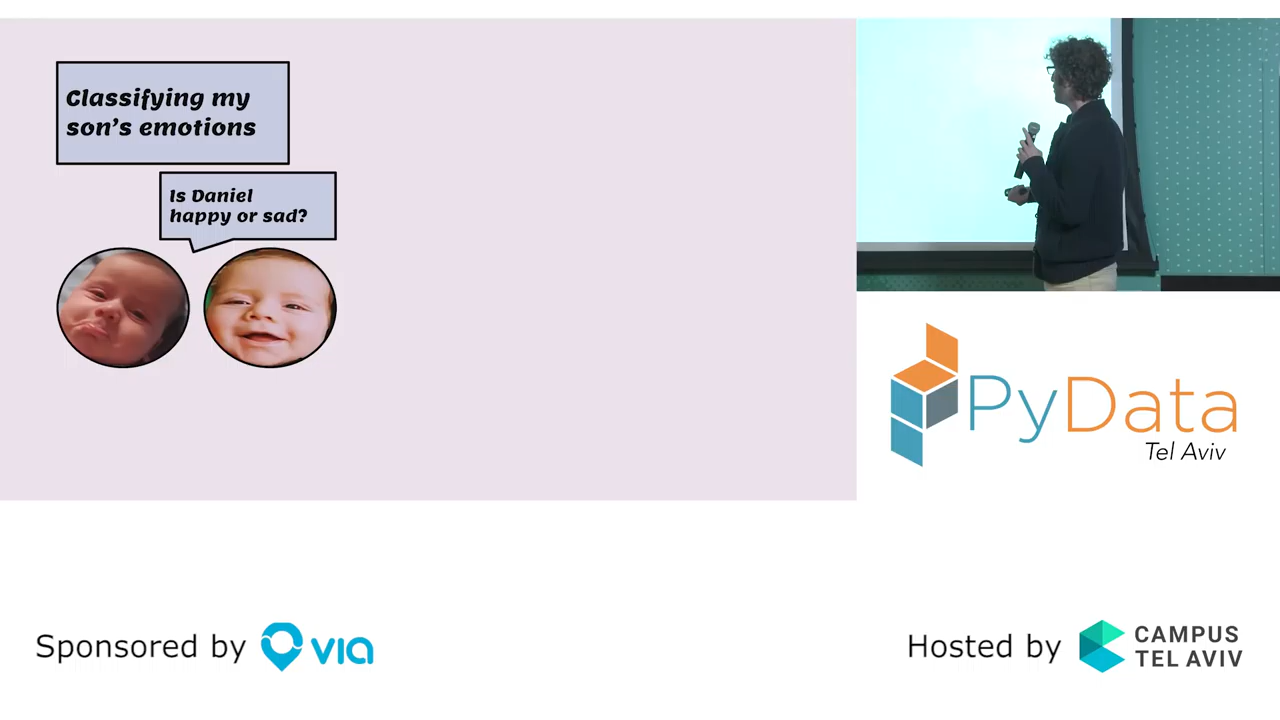 Classifying my
son's emotions
Is Daniel
happy or sad?
PyData
Tel Aviv
Sponsored by via
Hosted by CAMPUS
TEL AVIV